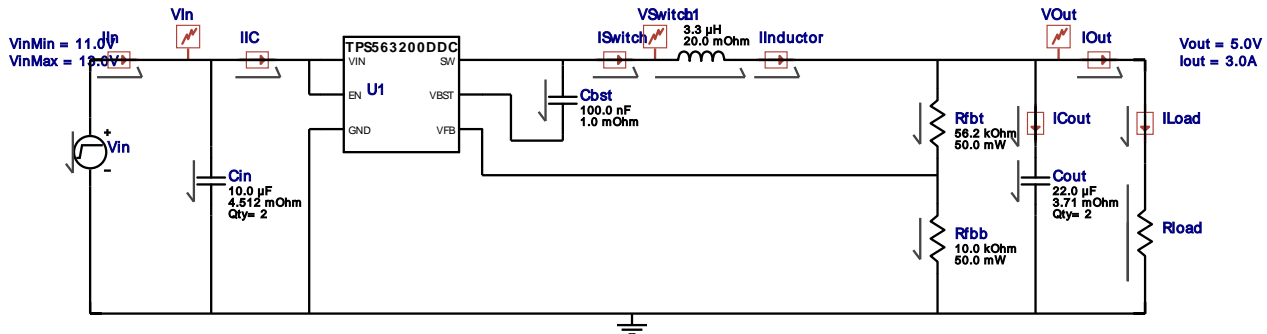 VIn
VSwitch1
VOut
VinMin = 11.0V
IIn
VinMax = 13.0V
IIC
TPS563200DDC
VIN
SW
EN
U1
VBST
GND
VFB
ISwitch
3.3 µH
20.0 mOhm
IInductor
IOut
Vout = 5.0V
Iout = 3.0A
Cbst
100.0 nF
1.0 mOhm
Rfbt
56.2 kOhm
50.0 mW
ICout
ILoad
+
Vin
−
Cin
10.0 µF
4.512 mOhm
Qty= 2
Cout
22.0 µF
3.71 mOhm
Qty= 2
Rfbb
10.0 kOhm
50.0 mW
Rload